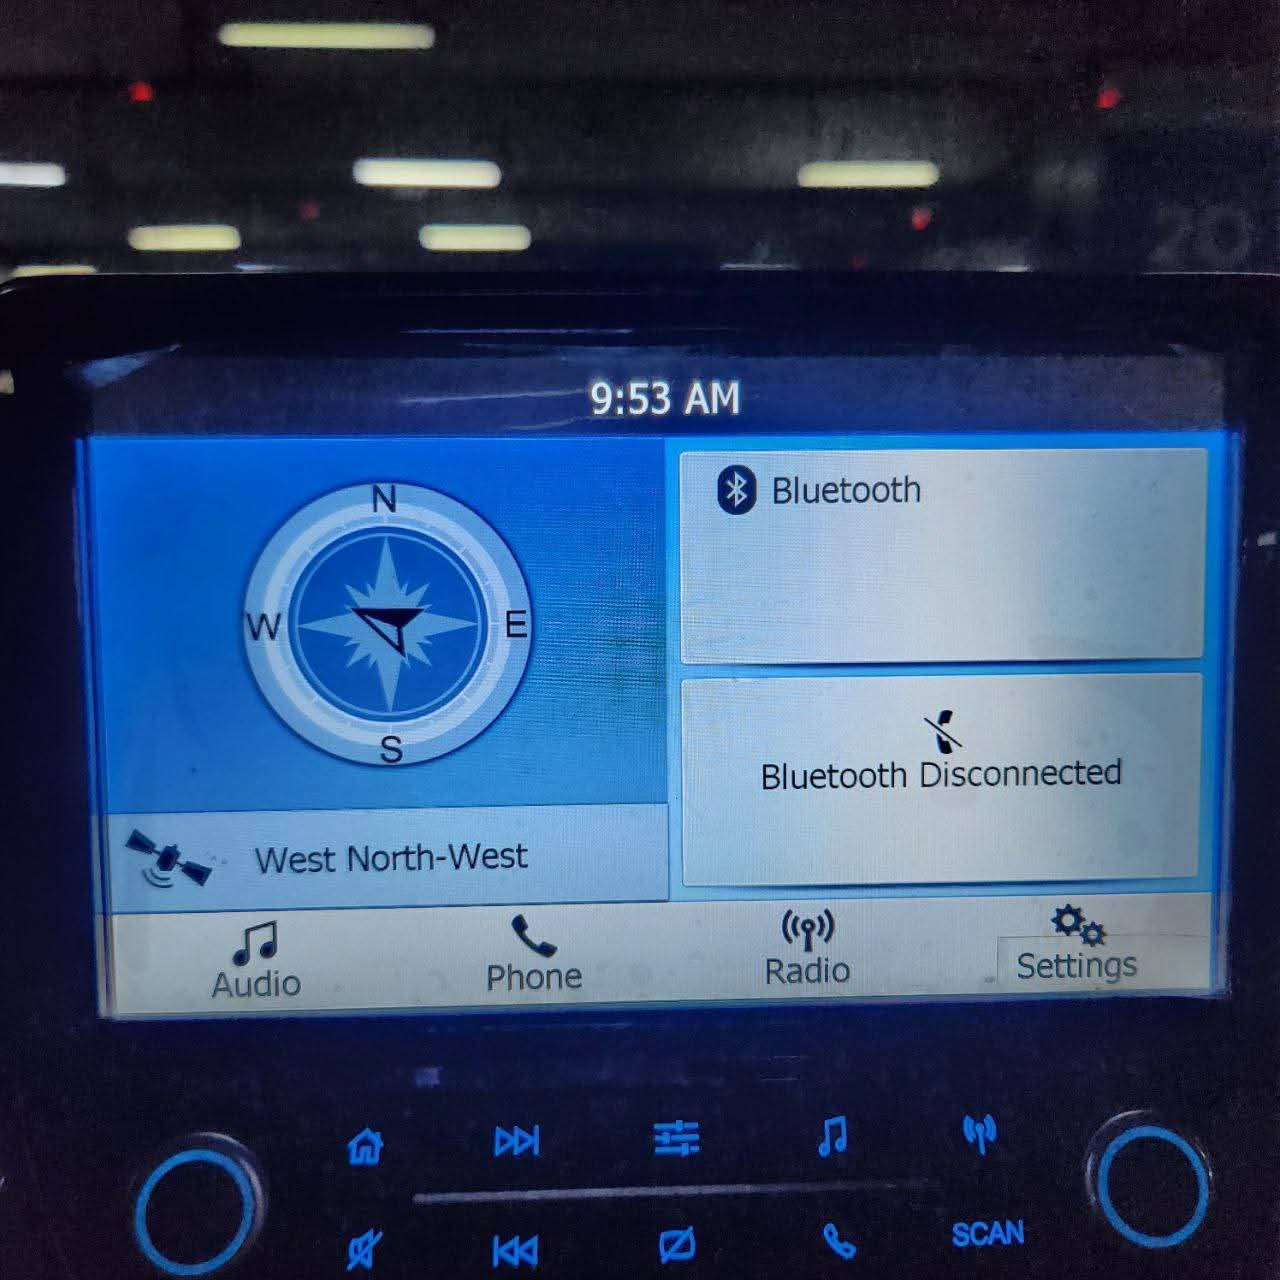 9:53 AM
N
W
E
S
West North-West
Bluetooth
Bluetooth Disconnected
Audio
Phone
Radio
Settings
SCAN